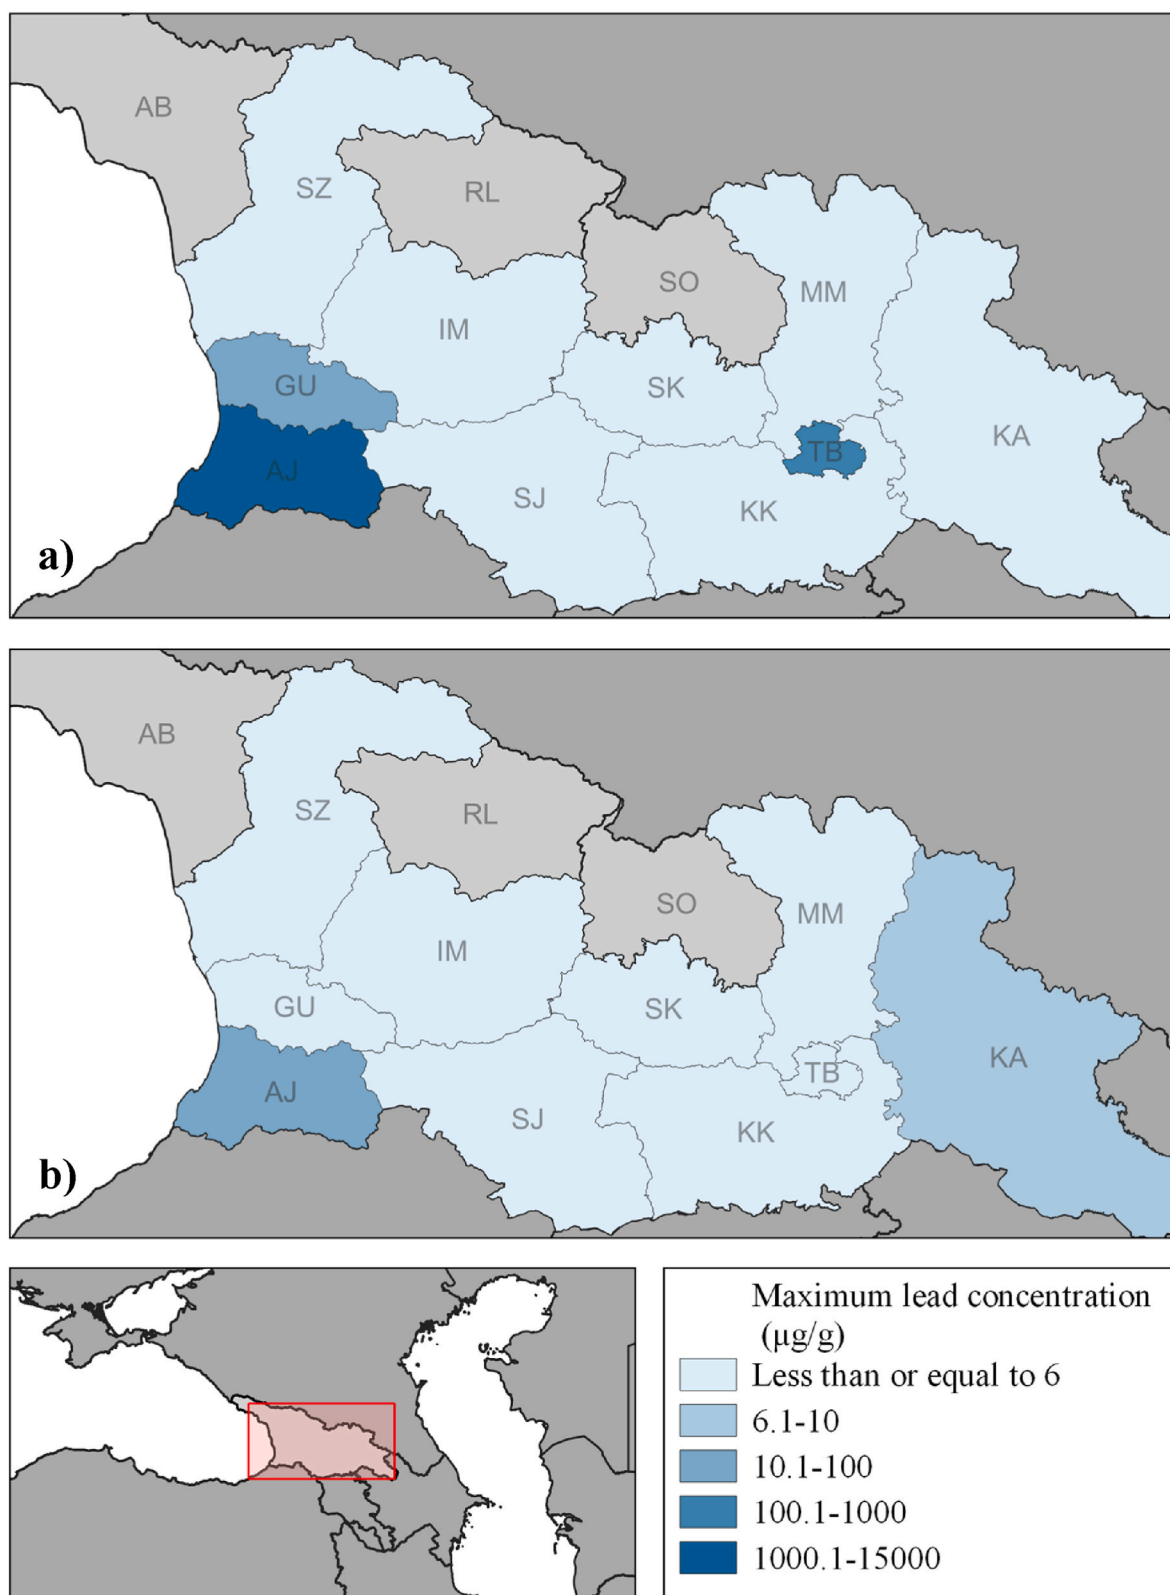 AB
SZ
RL
SO
MM
IM
GU
SK
KA
TB
AJ
SJ
KK
a)
AB
SZ
RL
SO
MM
IM
GU
SK
KA
TB
AJ
SJ
KK
b)
Maximum lead concentration
(µg/g)
Less than or equal to 6
6.1-10
10.1-100
100.1-1000
1000.1-15000